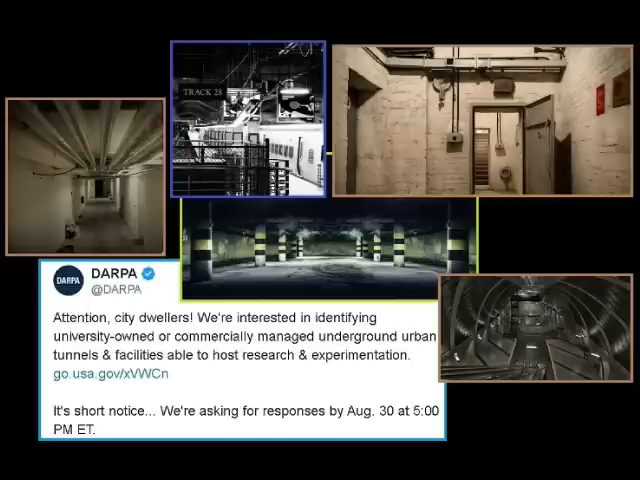 TRACK 28
DARPA
DARPA
@DARPA
Attention, city dwellers! We're interested in identifying
university-owned or commercially managed underground urban
tunnels & facilities able to host research & experimentation.
go.usa.gov/xVWCn
It's short notice... We're asking for responses by Aug. 30 at 5:00
PM ET.